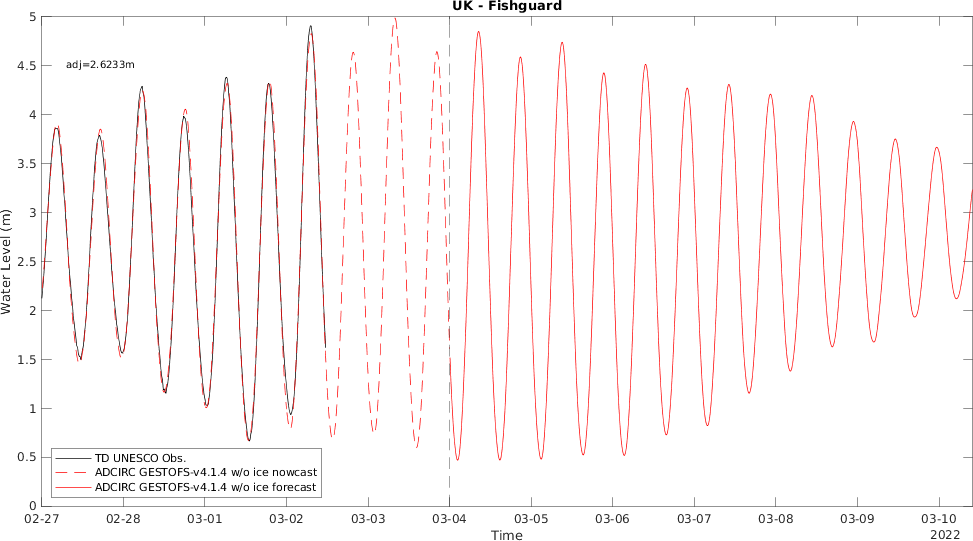 UK - Fishguard
5
4.5
4
3.5
3
2.5
2
1.5
1
0.5
0
Water Level (m)
adj=2.6233m
TD UNESCO Obs.
ADCIRC GESTOFS-v4.1.4 w/o ice nowcast
ADCIRC GESTOFS-v4.1.4 w/o ice forecast
02-27 02-28 03-01 03-02 03-03 03-04 03-05 03-06 03-07 03-08 03-09 03-10
Time
2022